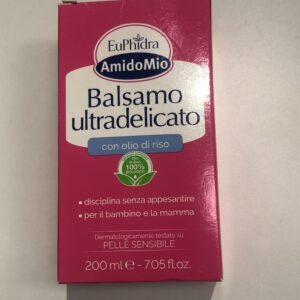 EuPhidra
AmidoMio
Balsamo
ultradelicato
con olio di riso
100%
• disciplina senza appesantire
• per il bambino e la mamma
Dermatologicamente testato su
PELLE SENSIBILE
200 ml e - 7.05 fl.oz.